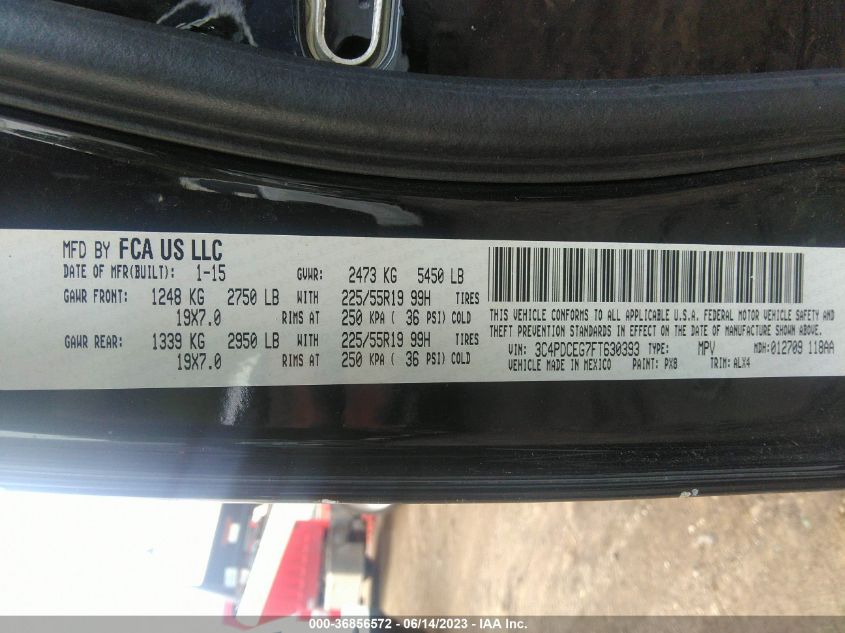 MFD BY FCA US LLC
DATE OF MFR(BUILT): 1-15 GVWR: 2473 KG 5450 LB
GAWR FRONT: 1248 KG 2750 LB WITH 225/55R19 99H TIRES
19X7.0 RIMS AT 250 KPA ( 36 PSI) COLD
GAWR REAR: 1339 KG 2950 LB WITH 225/55R19 99H TIRES
19X7.0 RIMS AT 250 KPA ( 36 PSI) COLD
THIS VEHICLE CONFORMS TO ALL APPLICABLE U.S.A. FEDERAL MOTOR VEHICLE SAFETY AND
THEFT PREVENTION STANDARDS IN EFFECT ON THE DATE OF MANUFACTURE SHOWN ABOVE.
VIN: 3C4PDCEG7FT630393 TYPE: MPV MDH: 012709 118AA
VEHICLE MADE IN MEXICO PAINT: PX8 TRIM: ALX4
000-36856572 - 06/14/2023 - IAA Inc.